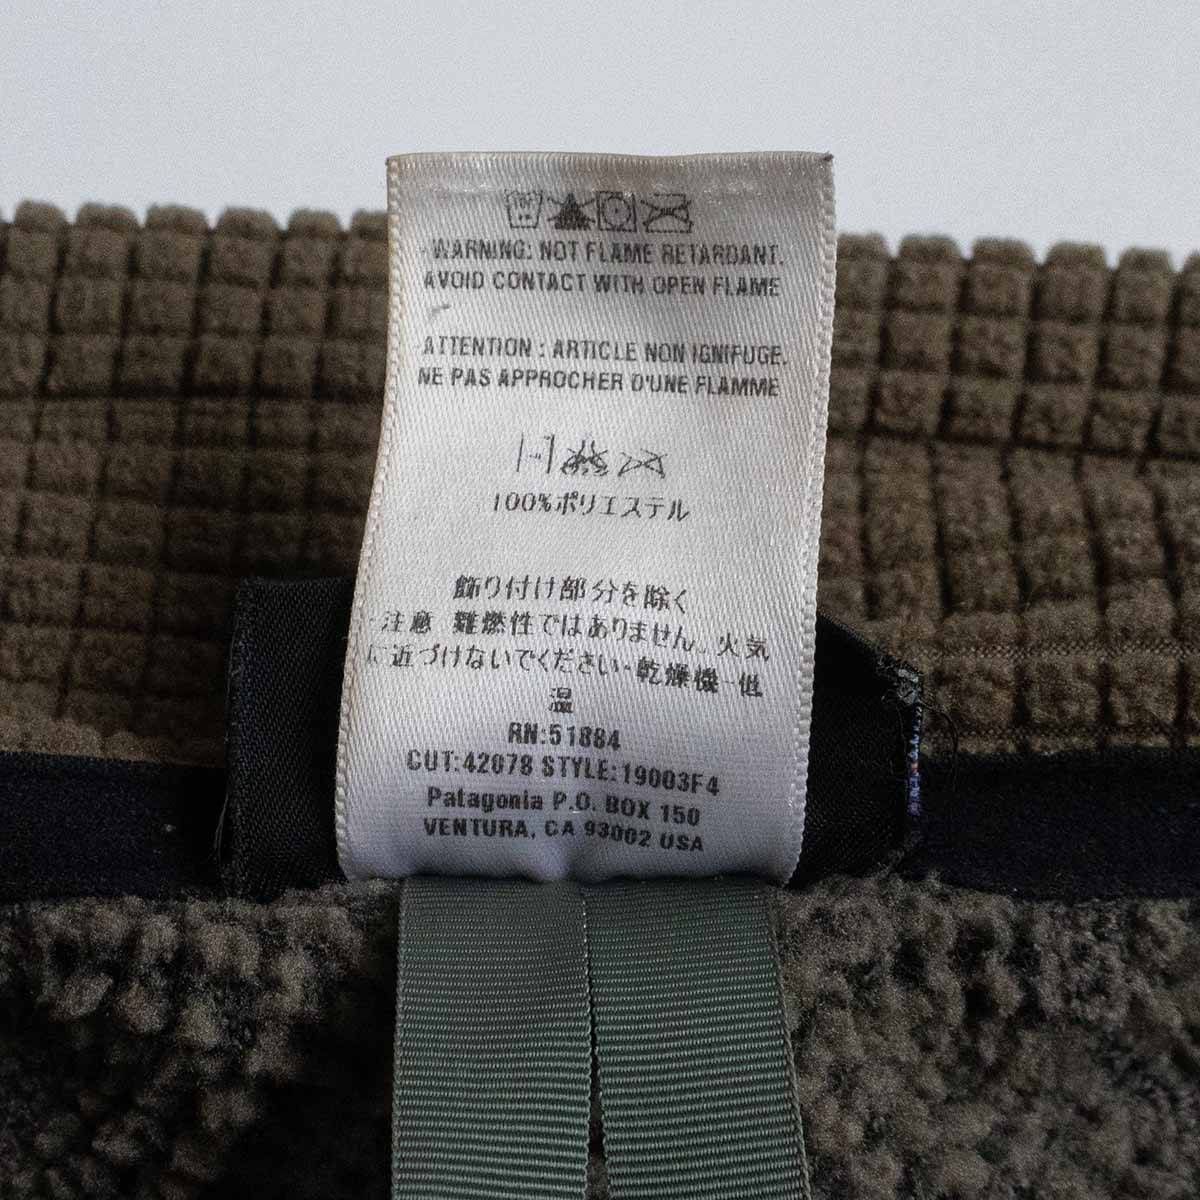 WARNING: NOT FLAME RETARDANT.
AVOID CONTACT WITH OPEN FLAME
ATTENTION : ARTICLE NON IGNIFUGE.
NE PAS APPROCHER D'UNE FLAMME
100%ポリエステル
飾り付け部分を除く
注意 難燃性ではありません。火気
に近づけないでください・乾燥機-低
温
RN:51884
CUT:42078 STYLE:19003F4
Patagonia P.O. BOX 150
VENTURA, CA 93002 USA